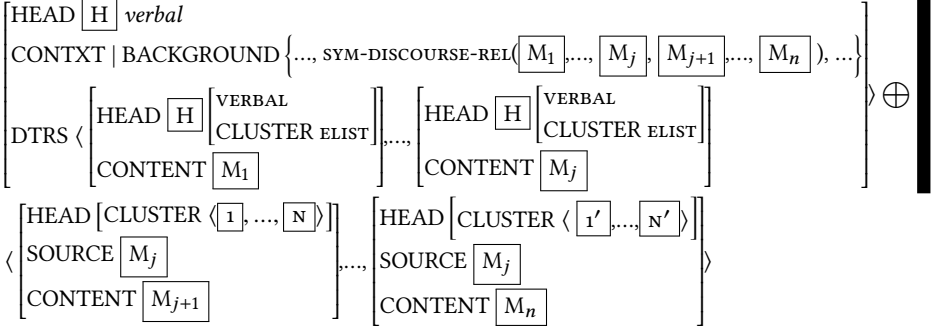 HEAD H verbal
CONTXT | BACKGROUND {..., SYM-DISCOURSE-REL( M1 ,..., Mj , Mj+1 ,..., Mn ), ...}
DTRS ⟨ [HEAD H [VERBAL CLUSTER ELIST] CONTENT M1 ],..., [HEAD H [VERBAL CLUSTER ELIST] CONTENT Mj ] ⟩ ⊕
⟨ [HEAD [CLUSTER ⟨ 1 , ..., N ⟩] SOURCE Mj CONTENT Mj+1 ],..., [HEAD [CLUSTER ⟨ 1′ ,..., N′ ⟩] SOURCE Mj CONTENT Mn ] ⟩